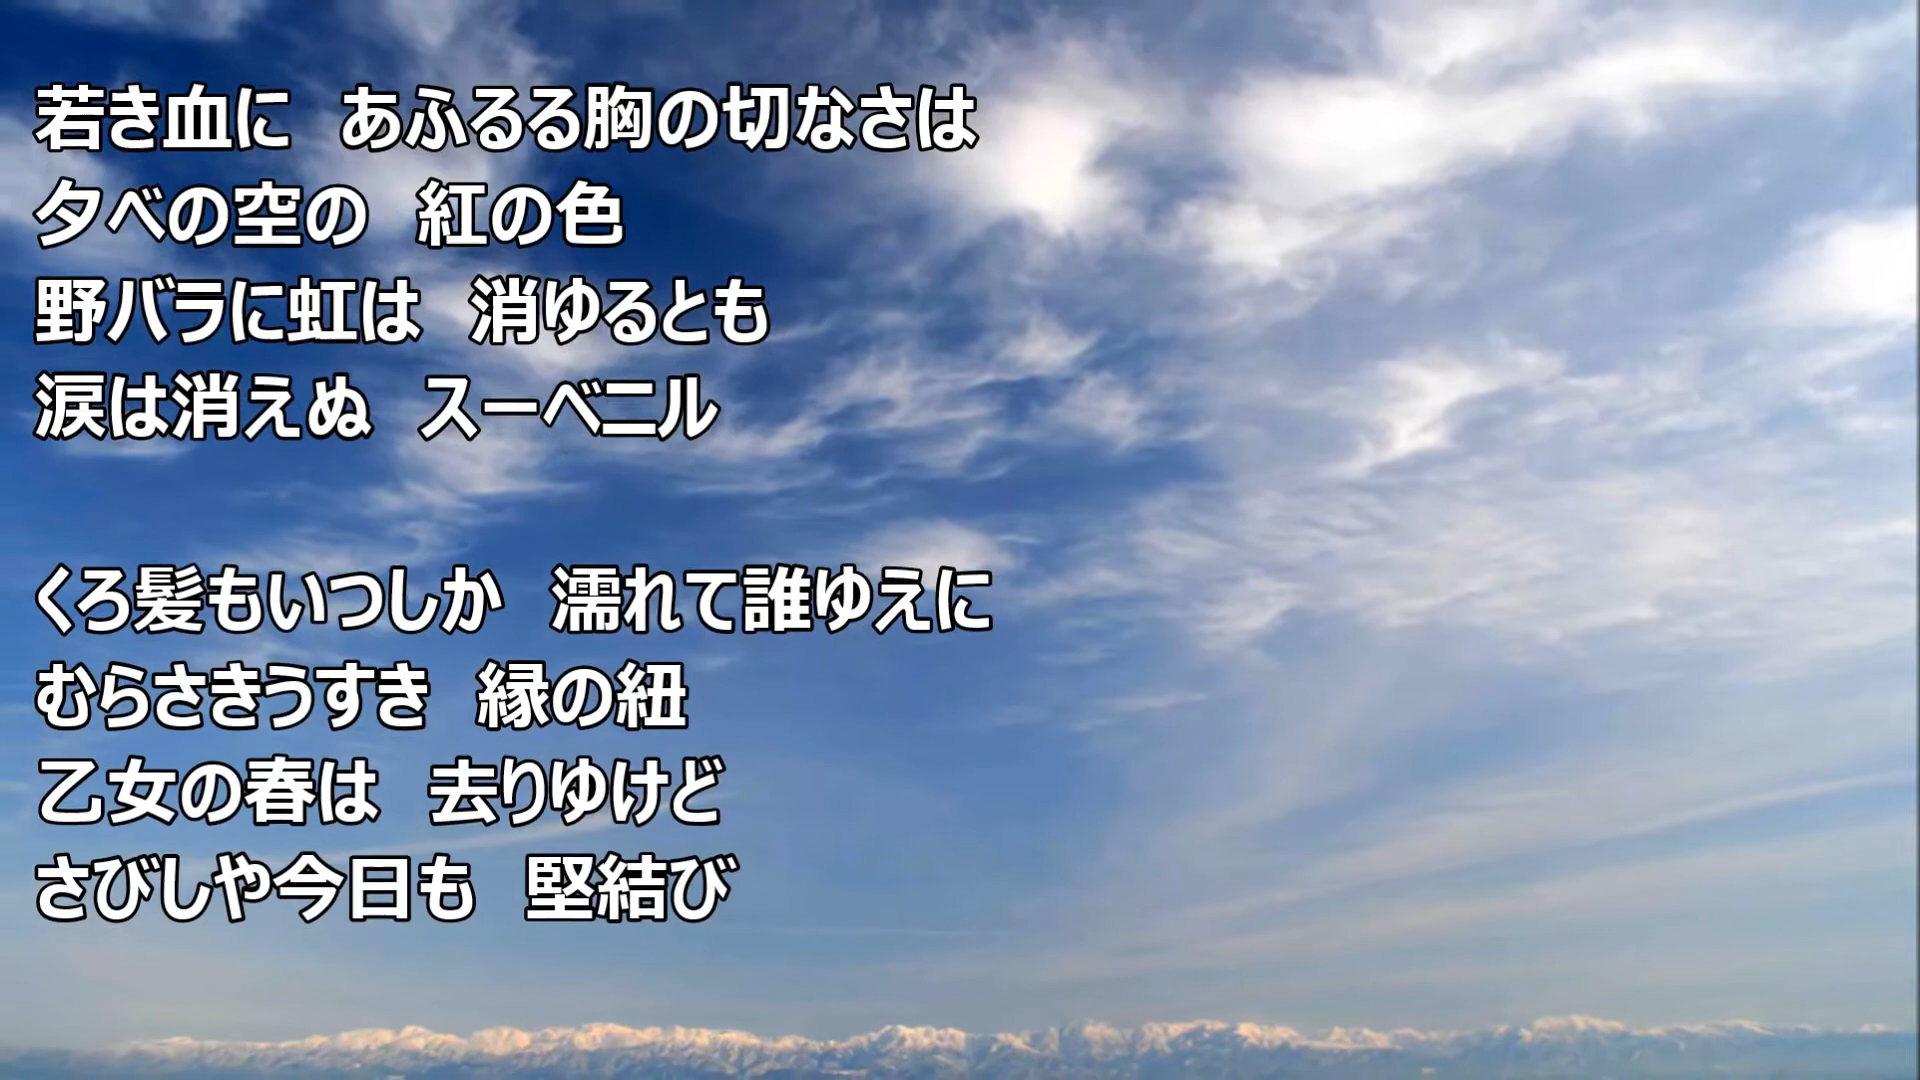 若き血に　あふるる胸の切なさは
夕べの空の　紅の色
野バラに虹は　消ゆるとも
涙は消えぬ　スーベニル
くろ髪もいつしか　濡れて誰ゆえに
むらさきうすき　縁の紐
乙女の春は　去りゆけど
さびしや今日も　堅結び